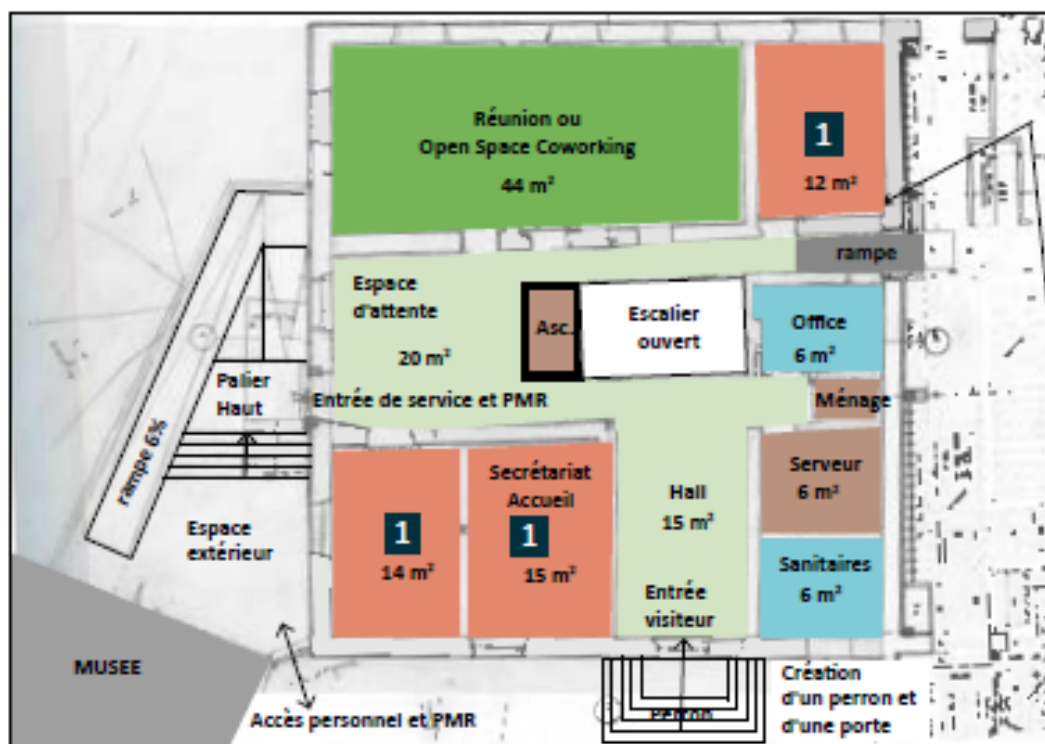 Réunion ou
Open Space Coworking
44 m²
1
12 m²
rampe
Espace
d'attente
20 m²
Asc.
Escalier
ouvert
Office
6 m²
Palier
Haut
Entrée de service et PMR
Ménage
rampe 6%
Secrétariat
Accueil
1
14 m²
1
15 m²
Hall
15 m²
Serveur
6 m²
Espace
extérieur
Sanitaires
6 m²
Entrée
visiteur
MUSEE
Accès personnel et PMR
Perron
Création
d'un perron et
d'une porte